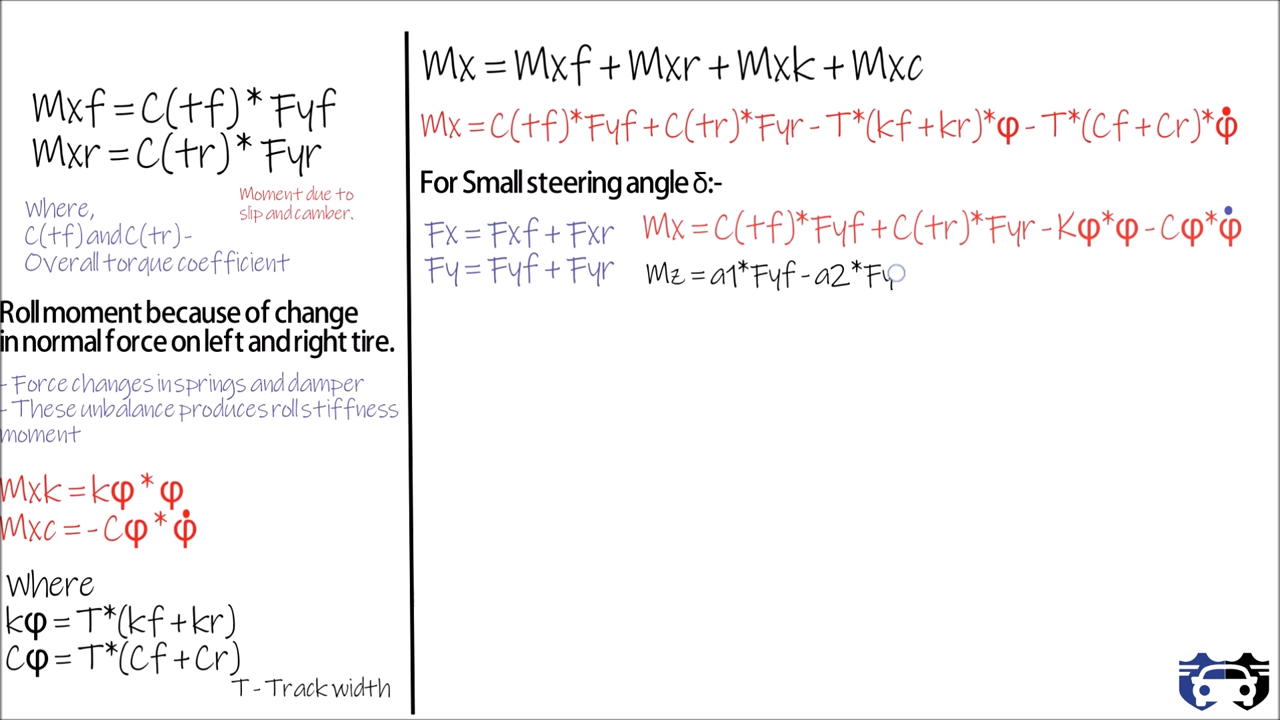 Mxf = C(tf)* Fyf
Mxr = C(tr)* Fyr
Moment due to
slip and camber.
Where,
C(tf) and C(tr) -
Overall torque coefficient
Roll moment because of change
in normal force on left and right tire.
- Force changes in springs and damper
- These unbalance produces roll stiffness
moment
Mxk = kφ * φ
Mxc = - Cφ * φ̇
Where
kφ = T*(kf + kr)
Cφ = T*(Cf + Cr)
T - Track width
Mx = Mxf + Mxr + Mxk + Mxc
Mx = C(tf)*Fyf + C(tr)*Fyr - T*(kf + kr)*φ - T*(Cf + Cr)*φ̇
For Small steering angle δ:-
Fx = Fxf + Fxr
Fy = Fyf + Fyr
Mx = C(tf)*Fyf + C(tr)*Fyr - Kφ*φ - Cφ*φ̇
Mz = a1*Fyf - a2*Fy